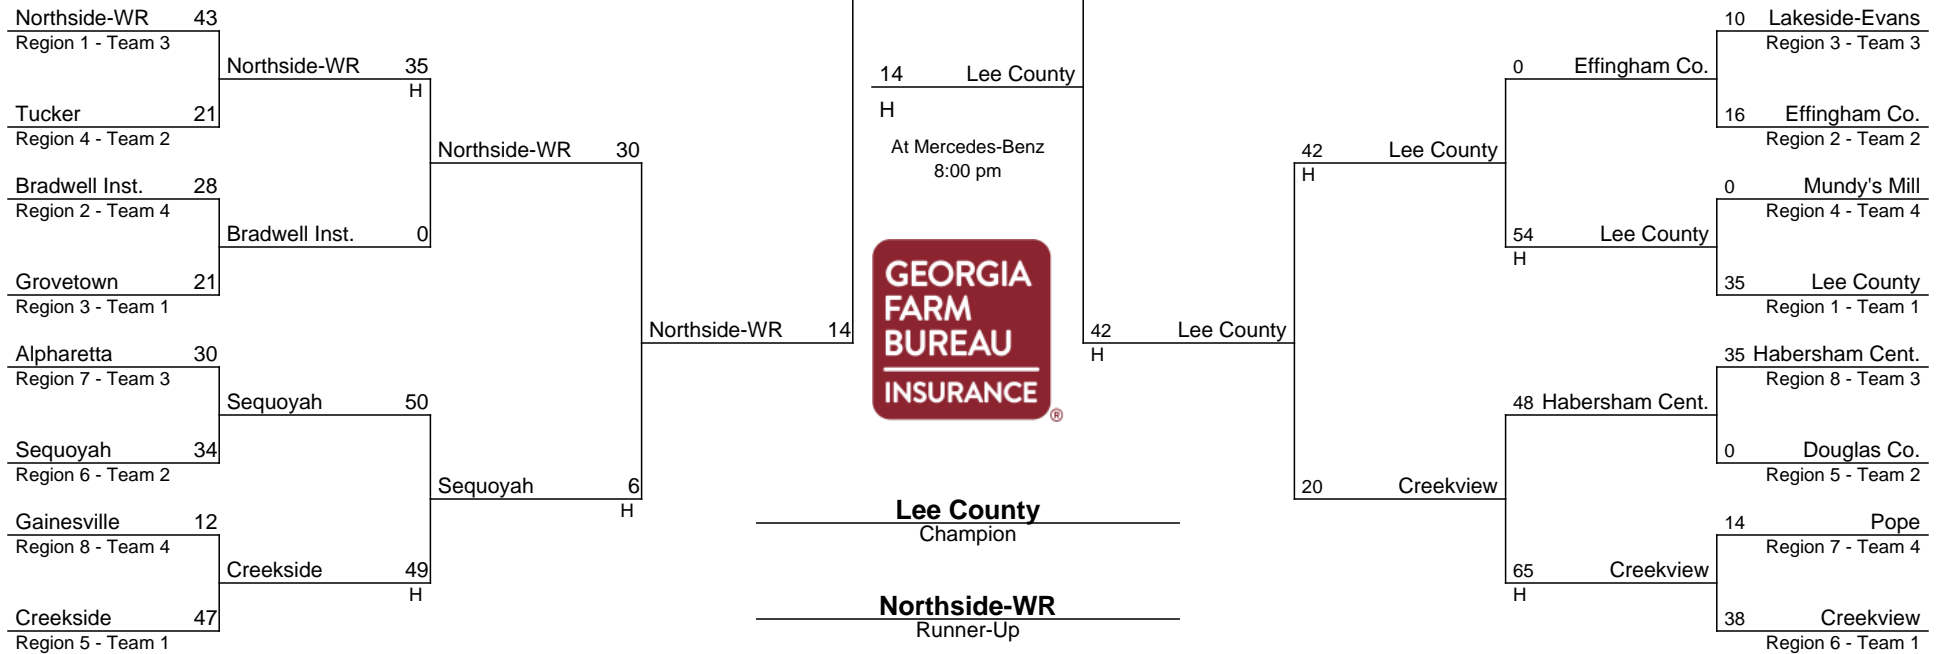 Northside-WR 43
Region 1 - Team 3
Tucker 21
Region 4 - Team 2
Bradwell Inst. 28
Region 2 - Team 4
Grovetown 21
Region 3 - Team 1
Alpharetta 30
Region 7 - Team 3
Sequoyah 34
Region 6 - Team 2
Gainesville 12
Region 8 - Team 4
Creekside 47
Region 5 - Team 1
Northside-WR 35
H
Bradwell Inst. 0
Sequoyah 50
Creekside 49
H
Northside-WR 30
Sequoyah 6
H
Northside-WR 14
14 Lee County
H
At Mercedes-Benz
8:00 pm
GEORGIA
FARM
BUREAU
INSURANCE
®
Lee County
Champion
Northside-WR
Runner-Up
42 Lee County
H
42 Lee County
H
20 Creekview
0 Effingham Co.
54 Lee County
H
48 Habersham Cent.
65 Creekview
H
10 Lakeside-Evans
Region 3 - Team 3
16 Effingham Co.
Region 2 - Team 2
0 Mundy's Mill
Region 4 - Team 4
35 Lee County
Region 1 - Team 1
35 Habersham Cent.
Region 8 - Team 3
0 Douglas Co.
Region 5 - Team 2
14 Pope
Region 7 - Team 4
38 Creekview
Region 6 - Team 1